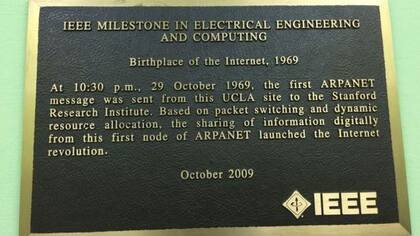 IEEE MILESTONE IN ELECTRICAL ENGINEERING
AND COMPUTING
Birthplace of the Internet, 1969
At 10:30 p.m., 29 October 1969, the first ARPANET
message was sent from this UCLA site to the Stanford
Research Institute. Based on packet switching and dynamic
resource allocation, the sharing of information digitally
from this first node of ARPANET launched the Internet
revolution.
October 2009
IEEE